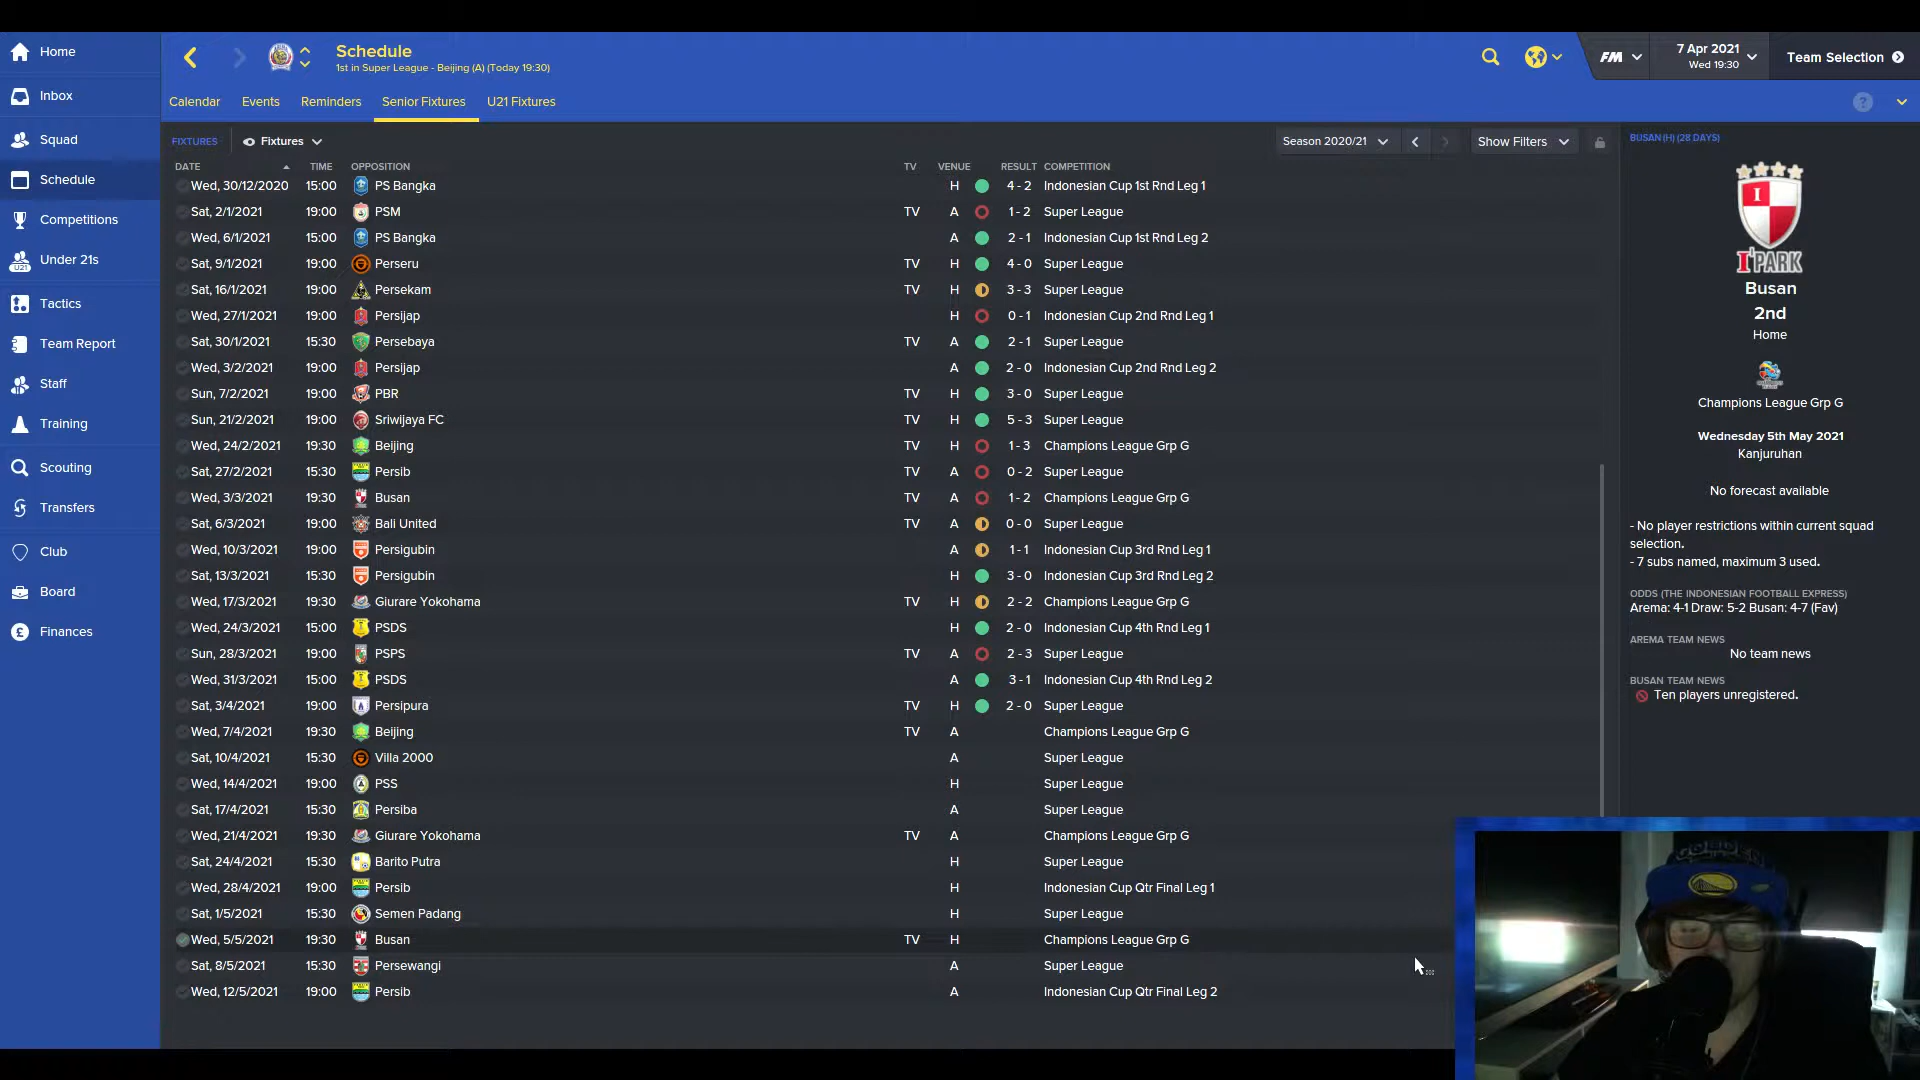 Home
Inbox
Squad
Schedule
Competitions
U21
Under 21s
Tactics
Team Report
Staff
Training
Scouting
Transfers
Club
Board
Finances
Schedule
1st in Super League - Beijing (A) (Today 19:30)
FM
7 Apr 2021
Wed 19:30
Team Selection
Calendar Events Reminders Senior Fixtures U21 Fixtures
FIXTURES Fixtures Season 2020/21 Show Filters
DATE TIME OPPOSITION TV VENUE RESULT COMPETITION
Wed, 30/12/2020 15:00 PS Bangka H 4 - 2 Indonesian Cup 1st Rnd Leg 1
Sat, 2/1/2021 19:00 PSM TV A 1 - 2 Super League
Wed, 6/1/2021 15:00 PS Bangka A 2 - 1 Indonesian Cup 1st Rnd Leg 2
Sat, 9/1/2021 19:00 Perseru TV H 4 - 0 Super League
Sat, 16/1/2021 19:00 Persekam TV H 3 - 3 Super League
Wed, 27/1/2021 19:00 Persijap H 0 - 1 Indonesian Cup 2nd Rnd Leg 1
Sat, 30/1/2021 15:30 Persebaya TV A 2 - 1 Super League
Wed, 3/2/2021 19:00 Persijap A 2 - 0 Indonesian Cup 2nd Rnd Leg 2
Sun, 7/2/2021 19:00 PBR TV H 3 - 0 Super League
Sun, 21/2/2021 19:00 Sriwijaya FC TV H 5 - 3 Super League
Wed, 24/2/2021 19:30 Beijing TV H 1 - 3 Champions League Grp G
Sat, 27/2/2021 15:30 Persib TV A 0 - 2 Super League
Wed, 3/3/2021 19:30 Busan TV A 1 - 2 Champions League Grp G
Sat, 6/3/2021 19:00 Bali United TV A 0 - 0 Super League
Wed, 10/3/2021 19:00 Persigubin A 1 - 1 Indonesian Cup 3rd Rnd Leg 1
Sat, 13/3/2021 15:30 Persigubin H 3 - 0 Indonesian Cup 3rd Rnd Leg 2
Wed, 17/3/2021 19:30 Giurare Yokohama TV H 2 - 2 Champions League Grp G
Wed, 24/3/2021 15:00 PSDS H 2 - 0 Indonesian Cup 4th Rnd Leg 1
Sun, 28/3/2021 19:00 PSPS TV A 2 - 3 Super League
Wed, 31/3/2021 15:00 PSDS A 3 - 1 Indonesian Cup 4th Rnd Leg 2
Sat, 3/4/2021 19:00 Persipura TV H 2 - 0 Super League
Wed, 7/4/2021 19:30 Beijing TV A Champions League Grp G
Sat, 10/4/2021 15:30 Villa 2000 A Super League
Wed, 14/4/2021 19:00 PSS H Super League
Sat, 17/4/2021 15:30 Persiba A Super League
Wed, 21/4/2021 19:30 Giurare Yokohama TV A Champions League Grp G
Sat, 24/4/2021 15:30 Barito Putra H Super League
Wed, 28/4/2021 19:00 Persib H Indonesian Cup Qtr Final Leg 1
Sat, 1/5/2021 15:30 Semen Padang H Super League
Wed, 5/5/2021 19:30 Busan TV H Champions League Grp G
Sat, 8/5/2021 15:30 Persewangi A Super League
Wed, 12/5/2021 19:00 Persib A Indonesian Cup Qtr Final Leg 2
BUSAN (H) (28 DAYS)
I
I'PARK
Busan
2nd
Home
Champions League Grp G
Wednesday 5th May 2021
Kanjuruhan
No forecast available
- No player restrictions within current squad
selection.
- 7 subs named, maximum 3 used.
ODDS (THE INDONESIAN FOOTBALL EXPRESS)
Arema: 4-1 Draw: 5-2 Busan: 4-7 (Fav)
AREMA TEAM NEWS
No team news
BUSAN TEAM NEWS
Ten players unregistered.
GOLDEN